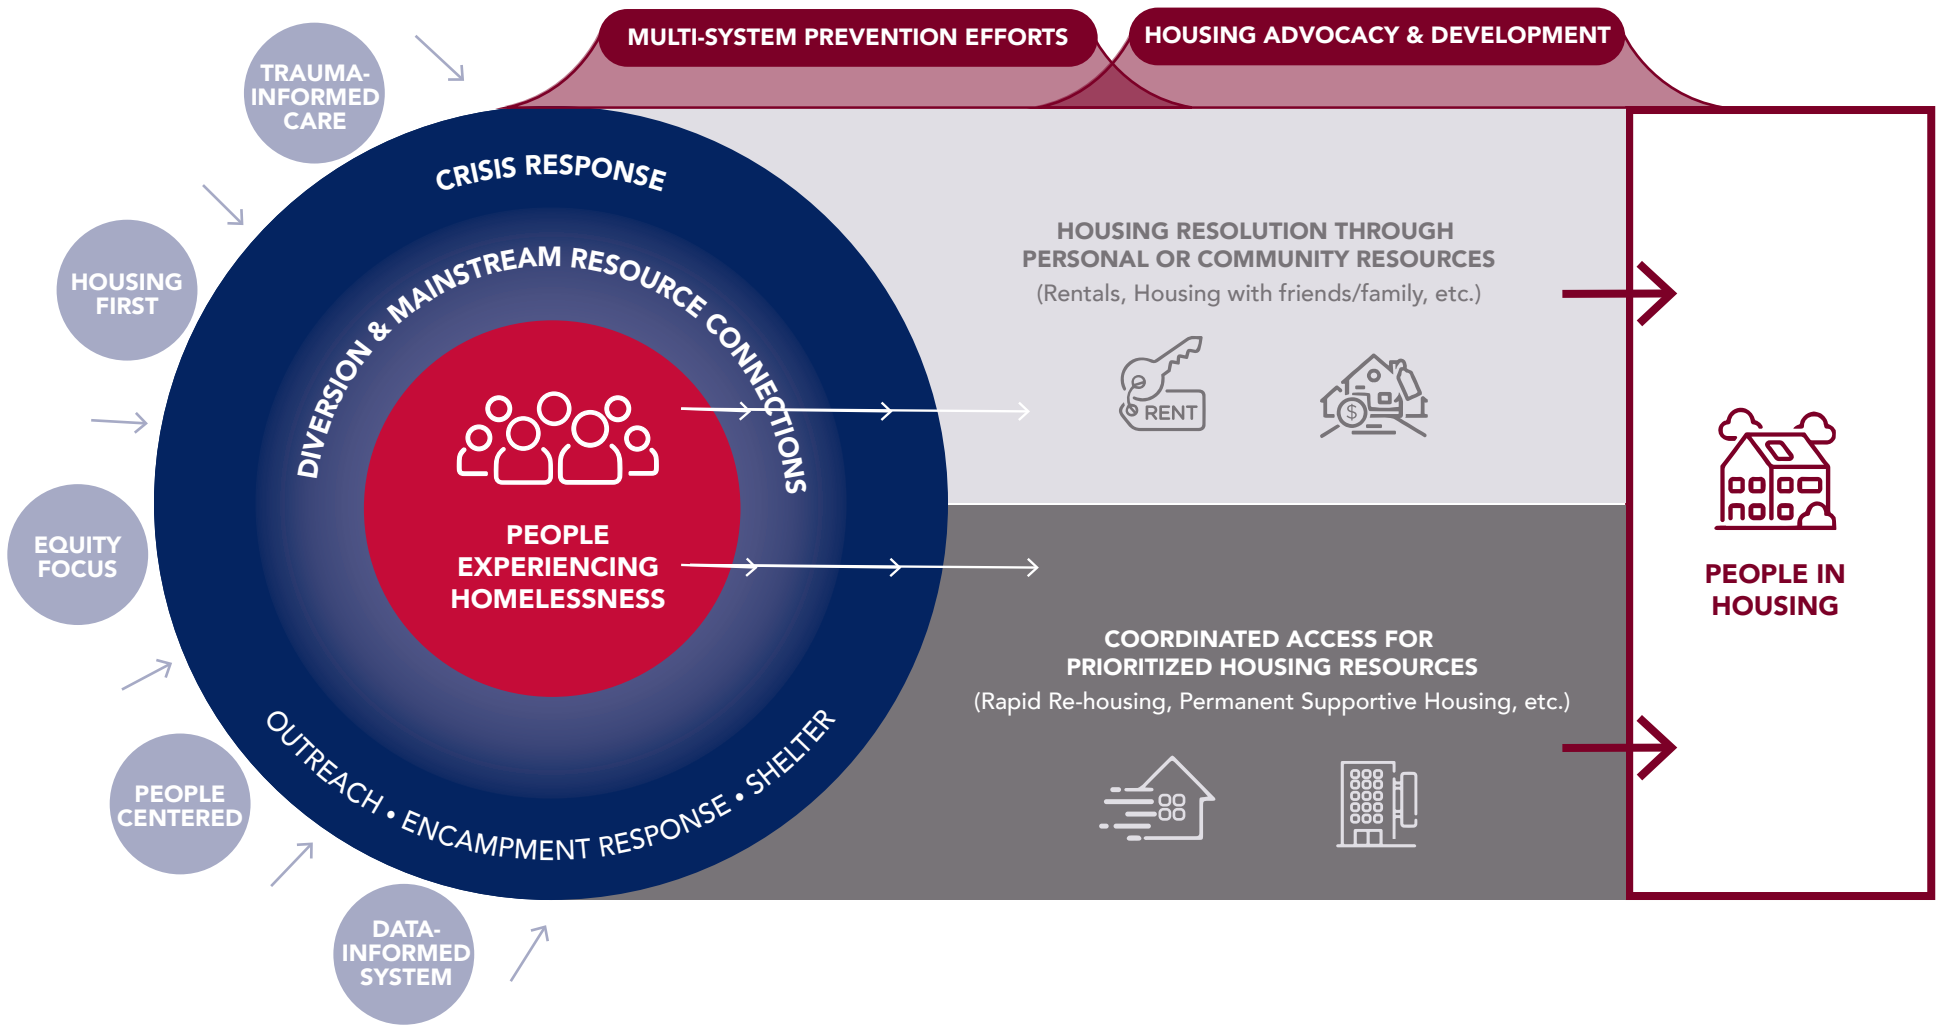 MULTI-SYSTEM PREVENTION EFFORTS
HOUSING ADVOCACY & DEVELOPMENT
TRAUMA-
INFORMED
CARE
HOUSING
FIRST
EQUITY
FOCUS
PEOPLE
CENTERED
DATA-
INFORMED
SYSTEM
CRISIS RESPONSE
DIVERSION & MAINSTREAM RESOURCE CONNECTIONS
PEOPLE
EXPERIENCING
HOMELESSNESS
OUTREACH • ENCAMPMENT RESPONSE • SHELTER
HOUSING RESOLUTION THROUGH
PERSONAL OR COMMUNITY RESOURCES
(Rentals, Housing with friends/family, etc.)
RENT
$
COORDINATED ACCESS FOR
PRIORITIZED HOUSING RESOURCES
(Rapid Re-housing, Permanent Supportive Housing, etc.)
PEOPLE IN
HOUSING